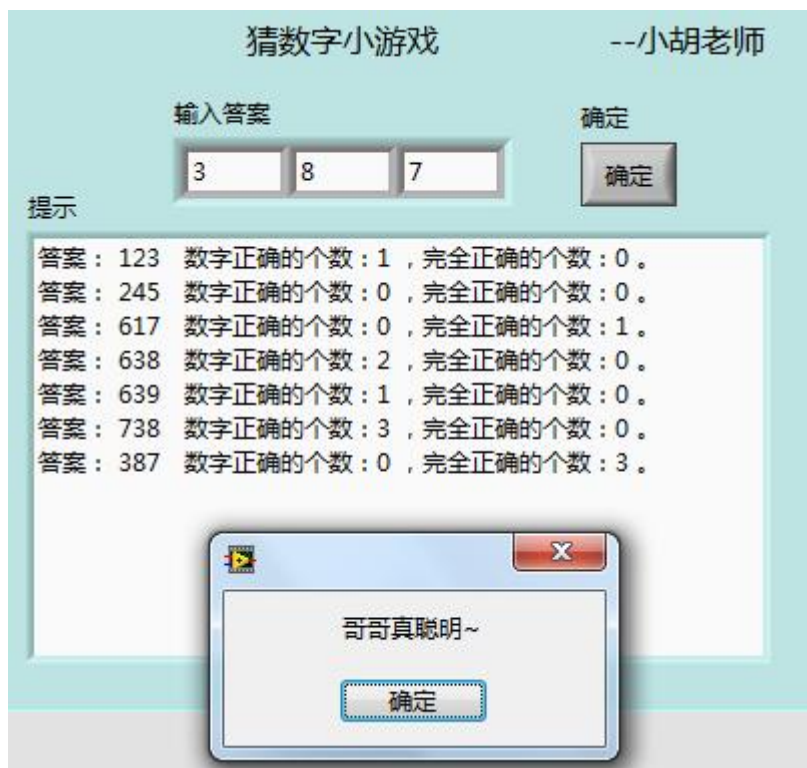 猜数字小游戏 --小胡老师
输入答案 确定
3 8 7 确定
提示
答案： 123 数字正确的个数：1 ，完全正确的个数：0 。
答案： 245 数字正确的个数：0 ，完全正确的个数：0 。
答案： 617 数字正确的个数：0 ，完全正确的个数：1 。
答案： 638 数字正确的个数：2 ，完全正确的个数：0 。
答案： 639 数字正确的个数：1 ，完全正确的个数：0 。
答案： 738 数字正确的个数：3 ，完全正确的个数：0 。
答案： 387 数字正确的个数：0 ，完全正确的个数：3 。
哥哥真聪明~
确定